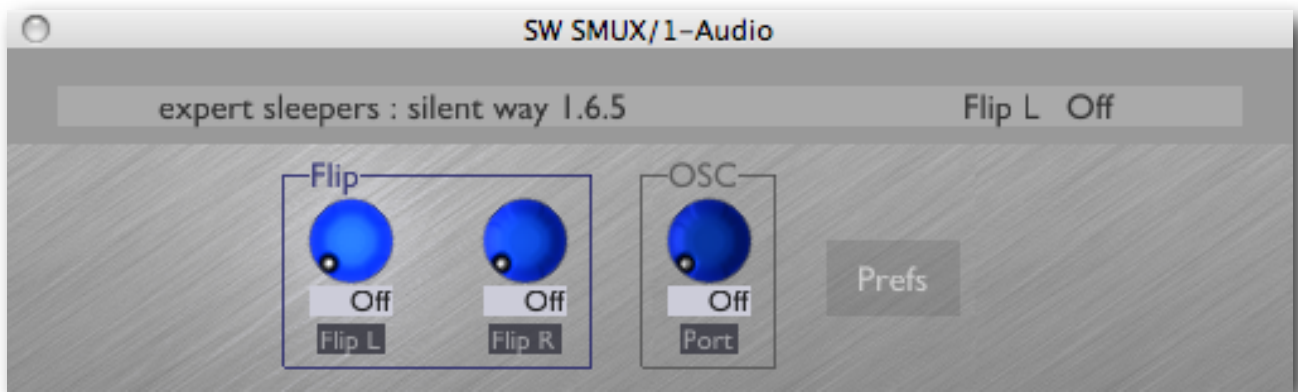 SW SMUX/1-Audio
expert sleepers : silent way 1.6.5 Flip L Off
Flip OSC
Off Off Off Prefs
Flip L Flip R Port